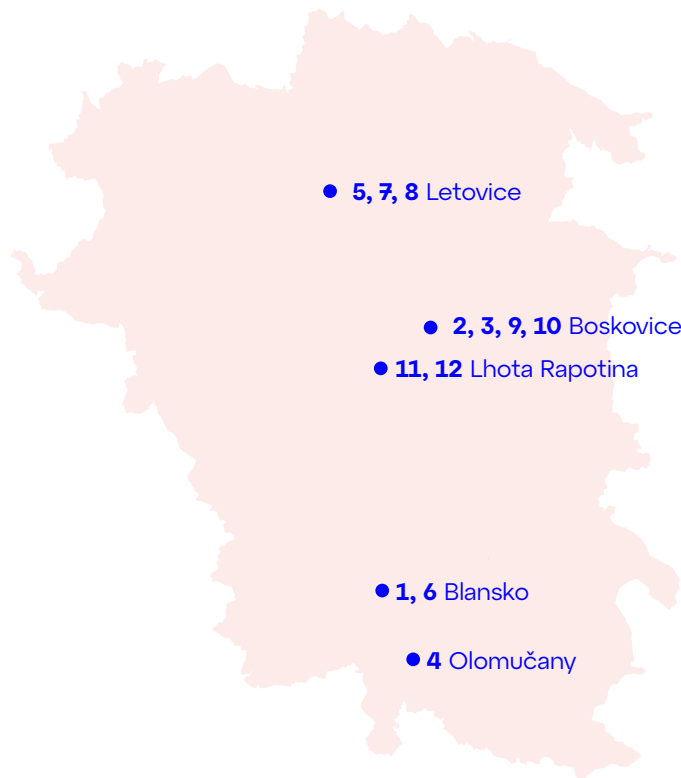 5, 7, 8 Letovice
2, 3, 9, 10 Boskovice
11, 12 Lhota Rapotina
1, 6 Blansko
4 Olomučany